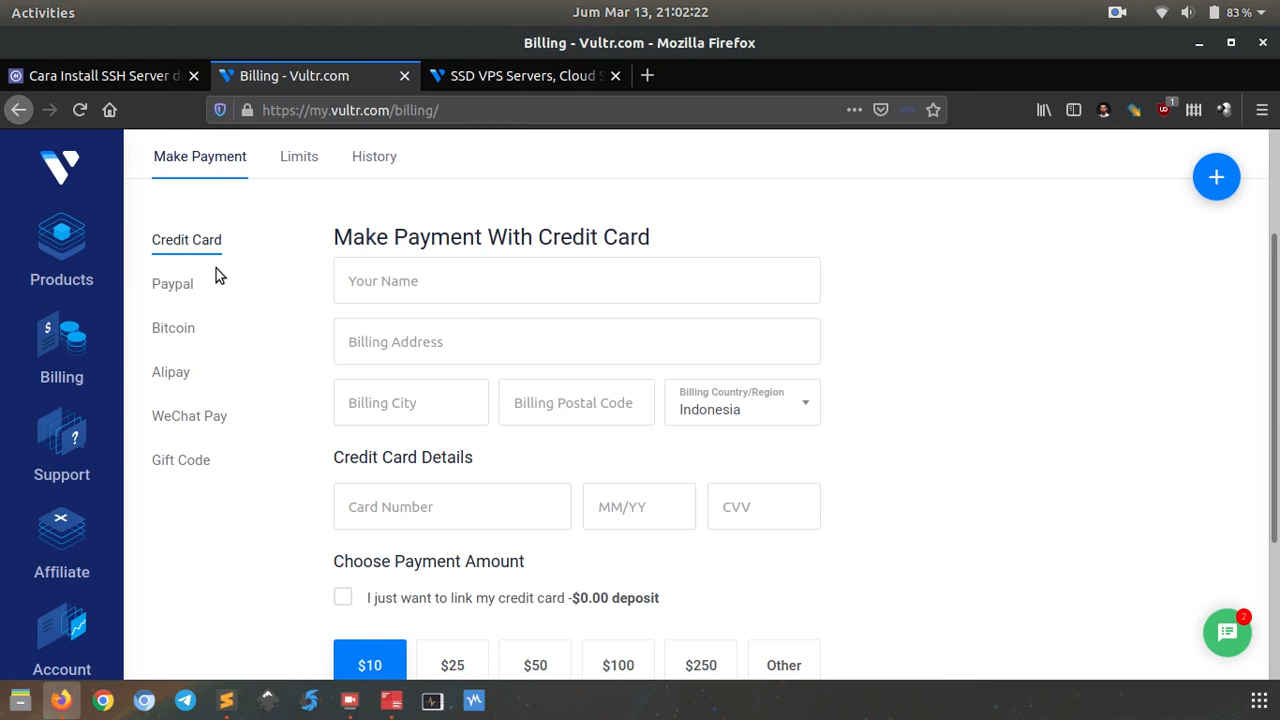 Activities
Jum Mar 13, 21:02:22
83 %
Billing - Vultr.com - Mozilla Firefox
Cara Install SSH Server d
Billing - Vultr.com
SSD VPS Servers, Cloud S
https://my.vultr.com/billing/
1
Make Payment
Limits
History
Products
Billing
Support
Affiliate
Account
Credit Card
Paypal
Bitcoin
Alipay
WeChat Pay
Gift Code
Make Payment With Credit Card
Your Name
Billing Address
Billing City
Billing Postal Code
Billing Country/Region
Indonesia
Credit Card Details
Card Number
MM/YY
CVV
Choose Payment Amount
I just want to link my credit card -$0.00 deposit
$10
$25
$50
$100
$250
Other
2